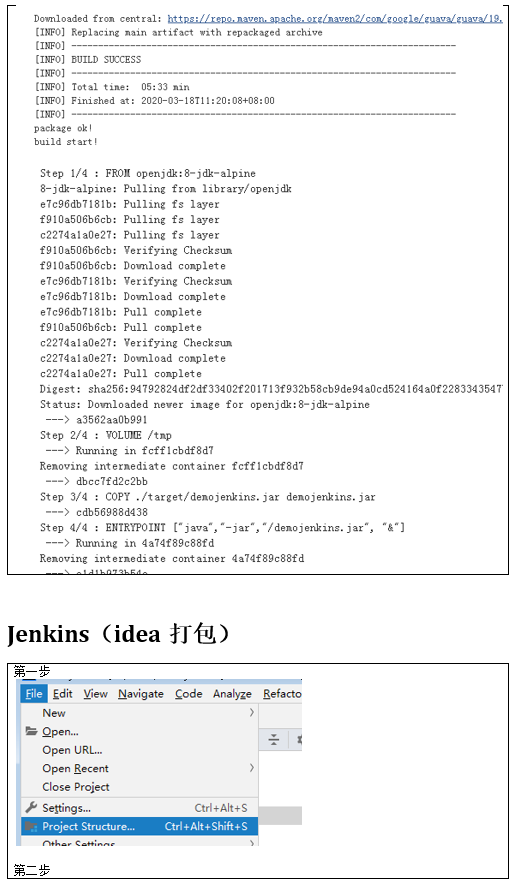 Downloaded from central: https://repo.maven.apache.org/maven2/com/google/guava/guava/19.
[INFO] Replacing main artifact with repackaged archive
[INFO] ------------------------------------------------------------------------
[INFO] BUILD SUCCESS
[INFO] ------------------------------------------------------------------------
[INFO] Total time:  05:33 min
[INFO] Finished at: 2020-03-18T11:20:08+08:00
[INFO] ------------------------------------------------------------------------
package ok!
build start!
Step 1/4 : FROM openjdk:8-jdk-alpine
8-jdk-alpine: Pulling from library/openjdk
e7c96db7181b: Pulling fs layer
f910a506b6cb: Pulling fs layer
c2274a1a0e27: Pulling fs layer
f910a506b6cb: Verifying Checksum
f910a506b6cb: Download complete
e7c96db7181b: Verifying Checksum
e7c96db7181b: Download complete
e7c96db7181b: Pull complete
f910a506b6cb: Pull complete
c2274a1a0e27: Verifying Checksum
c2274a1a0e27: Download complete
c2274a1a0e27: Pull complete
Digest: sha256:94792824df2df33402f201713f932b58cb9de94a0cd524164a0f2283343547
Status: Downloaded newer image for openjdk:8-jdk-alpine
---> a3562aa0b991
Step 2/4 : VOLUME /tmp
---> Running in fcff1cbdf8d7
Removing intermediate container fcff1cbdf8d7
---> dbcc7fd2c2bb
Step 3/4 : COPY ./target/demojenkins.jar demojenkins.jar
---> cdb56988d438
Step 4/4 : ENTRYPOINT ["java","-jar","/demojenkins.jar", "&"]
---> Running in 4a74f89c88fd
Removing intermediate container 4a74f89c88fd
Jenkins（idea 打包）
第一步
File Edit View Navigate Code Analyze Refacto
New
Open...
Open URL...
Open Recent
Close Project
Settings... Ctrl+Alt+S
Project Structure... Ctrl+Alt+Shift+S
Other Settings
第二步